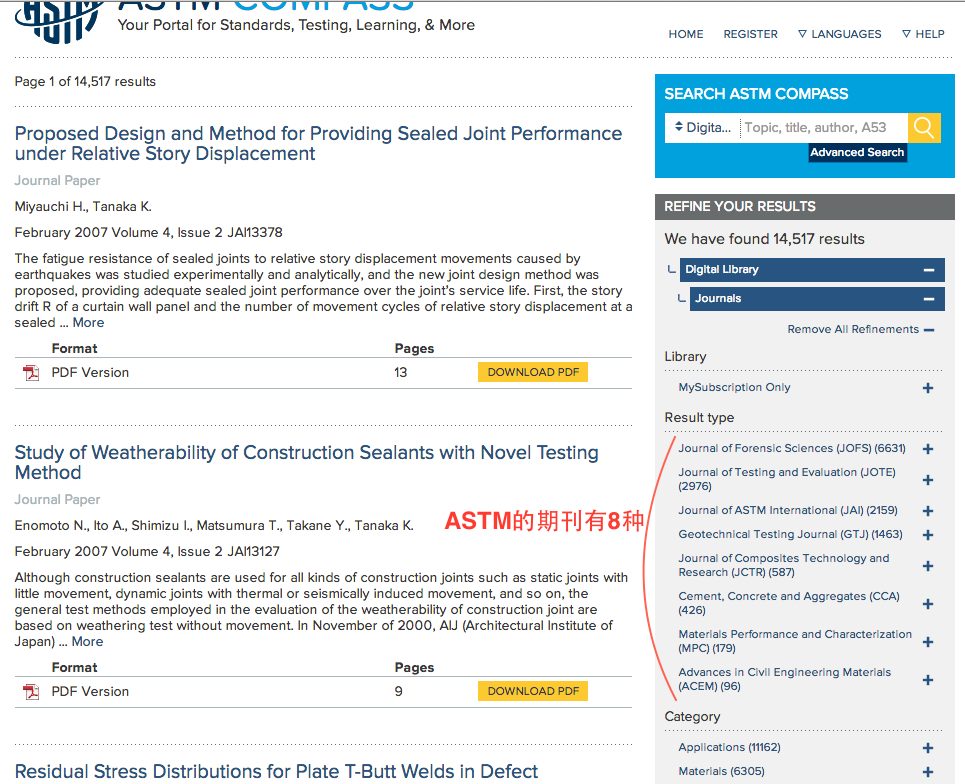 ASTM COMPASS
Your Portal for Standards, Testing, Learning, & More
HOME REGISTER ▽ LANGUAGES ▽ HELP
Page 1 of 14,517 results
Proposed Design and Method for Providing Sealed Joint Performance
under Relative Story Displacement
Journal Paper
Miyauchi H., Tanaka K.
February 2007 Volume 4, Issue 2 JAI13378
The fatigue resistance of sealed joints to relative story displacement movements caused by
earthquakes was studied experimentally and analytically, and the new joint design method was
proposed, providing adequate sealed joint performance over the joint's service life. First, the story
drift R of a curtain wall panel and the number of movement cycles of relative story displacement at a
sealed ... More
Format Pages
PDF Version 13 DOWNLOAD PDF
Study of Weatherability of Construction Sealants with Novel Testing
Method
Journal Paper
Enomoto N., Ito A., Shimizu I., Matsumura T., Takane Y., Tanaka K.
February 2007 Volume 4, Issue 2 JAI13127
Although construction sealants are used for all kinds of construction joints such as static joints with
little movement, dynamic joints with thermal or seismically induced movement, and so on, the
general test methods employed in the evaluation of the weatherability of construction joint are
based on weathering test without movement. In November of 2000, AIJ (Architectural Institute of
Japan) ... More
Format Pages
PDF Version 9 DOWNLOAD PDF
Residual Stress Distributions for Plate T-Butt Welds in Defect
ASTM的期刊有8种
SEARCH ASTM COMPASS
Digita... Topic, title, author, A53
Advanced Search
REFINE YOUR RESULTS
We have found 14,517 results
Digital Library
Journals
Remove All Refinements
Library
MySubscription Only
Result type
Journal of Forensic Sciences (JOFS) (6631)
Journal of Testing and Evaluation (JOTE)
(2976)
Journal of ASTM International (JAI) (2159)
Geotechnical Testing Journal (GTJ) (1463)
Journal of Composites Technology and
Research (JCTR) (587)
Cement, Concrete and Aggregates (CCA)
(426)
Materials Performance and Characterization
(MPC) (179)
Advances in Civil Engineering Materials
(ACEM) (96)
Category
Applications (11162)
Materials (6305)